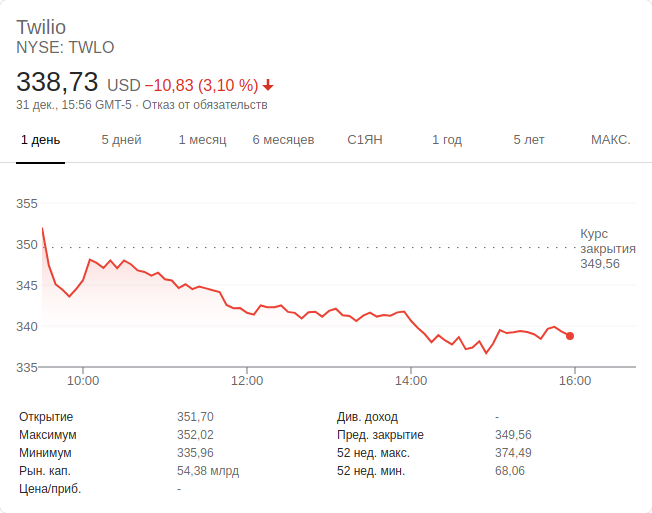 Twilio
NYSE: TWLO
338,73 USD −10,83 (3,10 %)
31 дек., 15:56 GMT-5 · Отказ от обязательств
1 день 5 дней 1 месяц 6 месяцев С1ЯН 1 год 5 лет МАКС.
355
350
345
340
335
Курс
закрытия
349,56
10:00 12:00 14:00 16:00
Открытие 351,70 Див. доход -
Максимум 352,02 Пред. закрытие 349,56
Минимум 335,96 52 нед. макс. 374,49
Рын. кап. 54,38 млрд 52 нед. мин. 68,06
Цена/приб. -